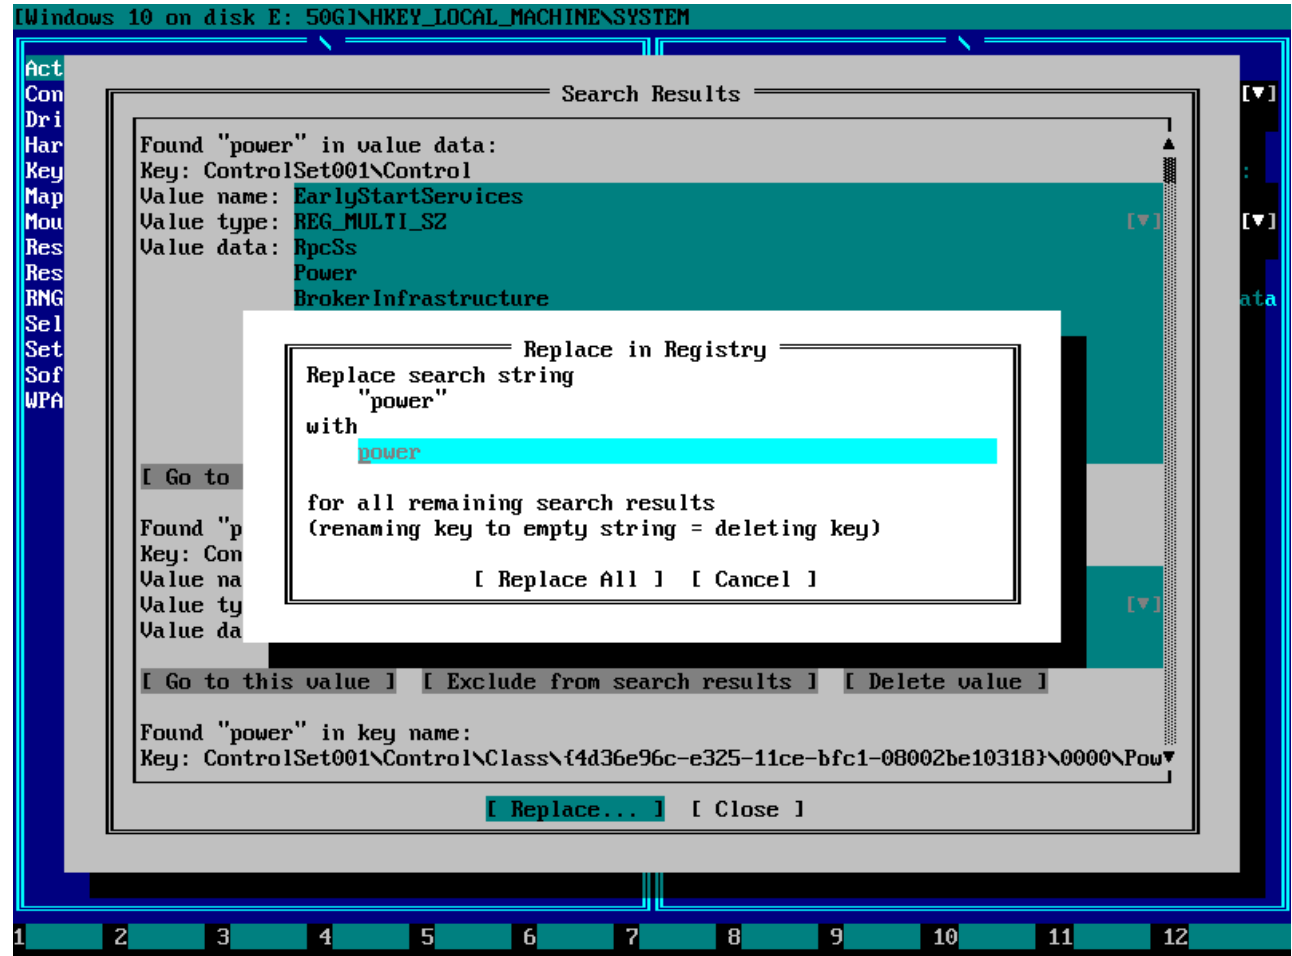 [Windows 10 on disk E: 50G]\HKEY_LOCAL_MACHINE\SYSTEM
Act
Con
Dri
Har
Key
Map
Mou
Res
Res
RNG
Sel
Set
Sof
WPA
Search Results
[▼]
Found "power" in value data:
Key: ControlSet001\Control
:
Value name: EarlyStartServices
Value type: REG_MULTI_SZ [▼]
[▼]
Value data: RpcSs
Power
BrokerInfrastructure
ata
Replace in Registry
Replace search string
"power"
with
power
for all remaining search results
(renaming key to empty string = deleting key)
[ Replace All ] [ Cancel ]
[ Go to
Found "p
Key: Con
Value na
Value ty
[▼]
Value da
[ Go to this value ] [ Exclude from search results ] [ Delete value ]
Found "power" in key name:
Key: ControlSet001\Control\Class\{4d36e96c-e325-11ce-bfc1-08002be10318}\0000\Pow
[ Replace... ] [ Close ]
1 2 3 4 5 6 7 8 9 10 11 12